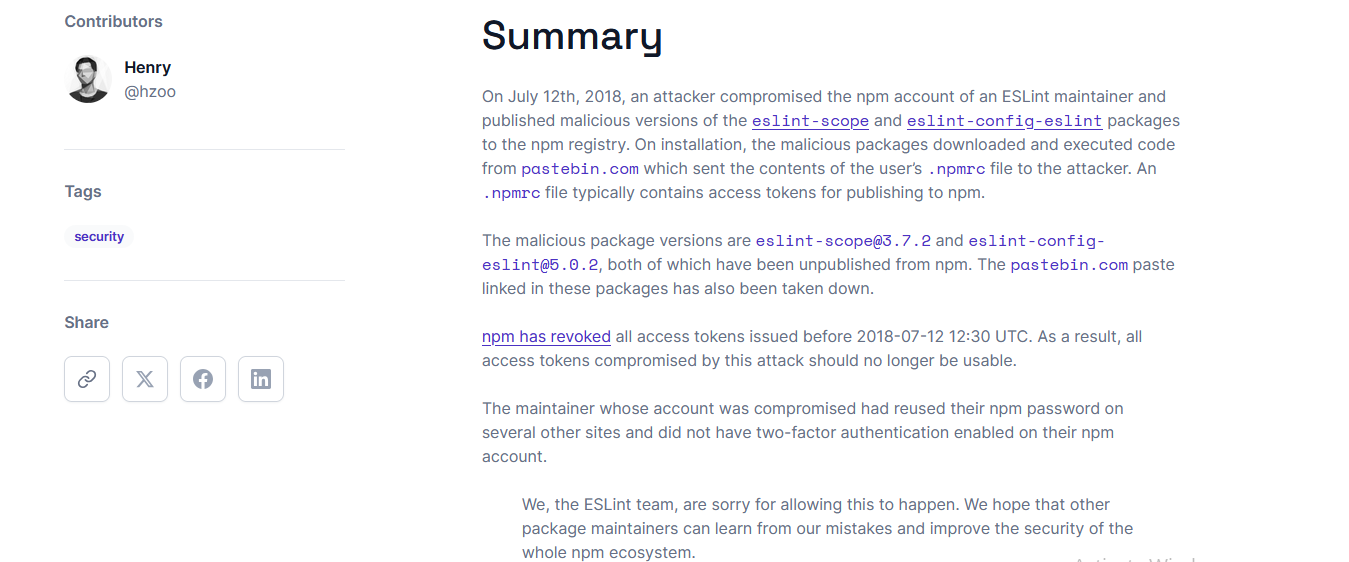 Contributors
Henry
@hzoo
Tags
security
Share
Summary
On July 12th, 2018, an attacker compromised the npm account of an ESLint maintainer and
published malicious versions of the eslint-scope and eslint-config-eslint packages
to the npm registry. On installation, the malicious packages downloaded and executed code
from pastebin.com which sent the contents of the user’s .npmrc file to the attacker. An
.npmrc file typically contains access tokens for publishing to npm.
The malicious package versions are eslint-scope@3.7.2 and eslint-config-
eslint@5.0.2, both of which have been unpublished from npm. The pastebin.com paste
linked in these packages has also been taken down.
npm has revoked all access tokens issued before 2018-07-12 12:30 UTC. As a result, all
access tokens compromised by this attack should no longer be usable.
The maintainer whose account was compromised had reused their npm password on
several other sites and did not have two-factor authentication enabled on their npm
account.
We, the ESLint team, are sorry for allowing this to happen. We hope that other
package maintainers can learn from our mistakes and improve the security of the
whole npm ecosystem.